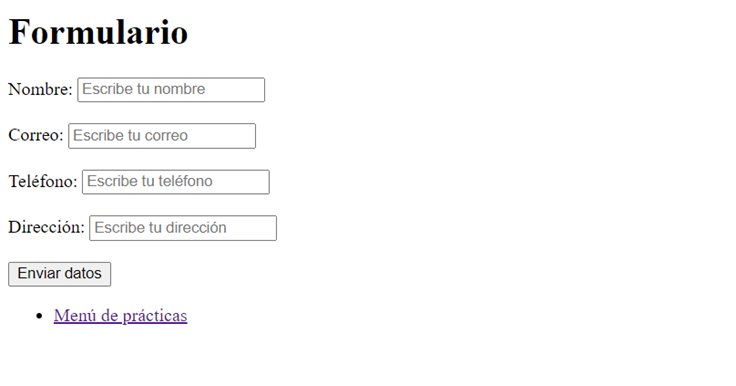 Formulario
Nombre: Escribe tu nombre
Correo: Escribe tu correo
Teléfono: Escribe tu teléfono
Dirección: Escribe tu dirección
Enviar datos
Menú de prácticas